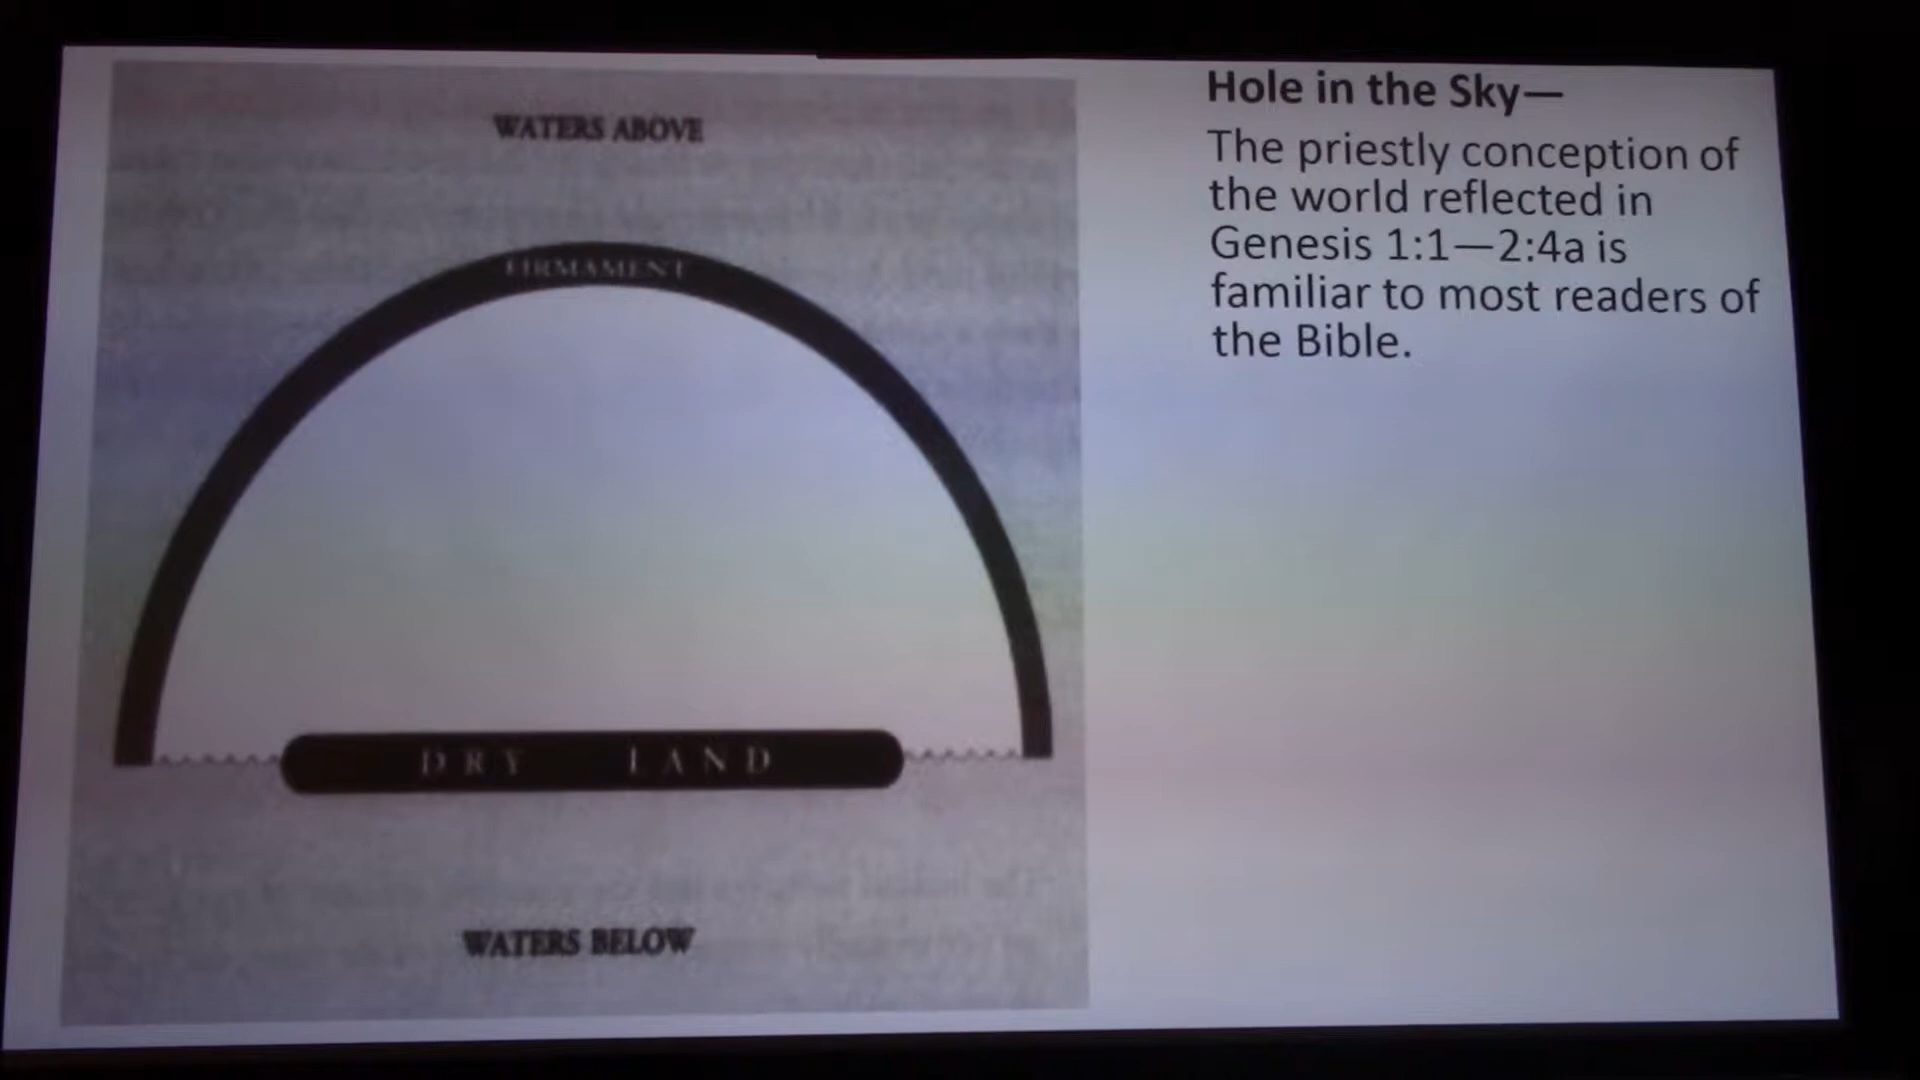 WATERS ABOVE
FIRMAMENT
DRY LAND
WATERS BELOW
Hole in the Sky—
The priestly conception of
the world reflected in
Genesis 1:1—2:4a is
familiar to most readers of
the Bible.